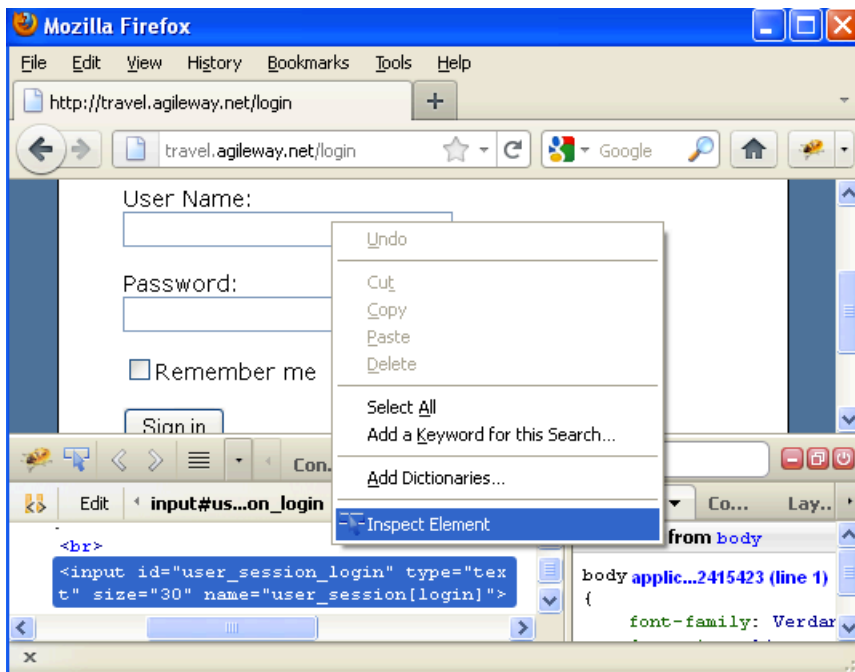 Mozilla Firefox
File Edit View History Bookmarks Tools Help
http://travel.agileway.net/login
travel.agileway.net/login
Google
User Name:
Password:
Remember me
Sign in
Undo
Cut
Copy
Paste
Delete
Select All
Add a Keyword for this Search...
Add Dictionaries...
Inspect Element
Con.
Edit input#us...on_login
Co... Lay..
<br>
<input id="user_session_login" type="tex
t" size="30" name="user_session[login]">
from body
body applic...2415423 (line 1)
{
font-family: Verdar